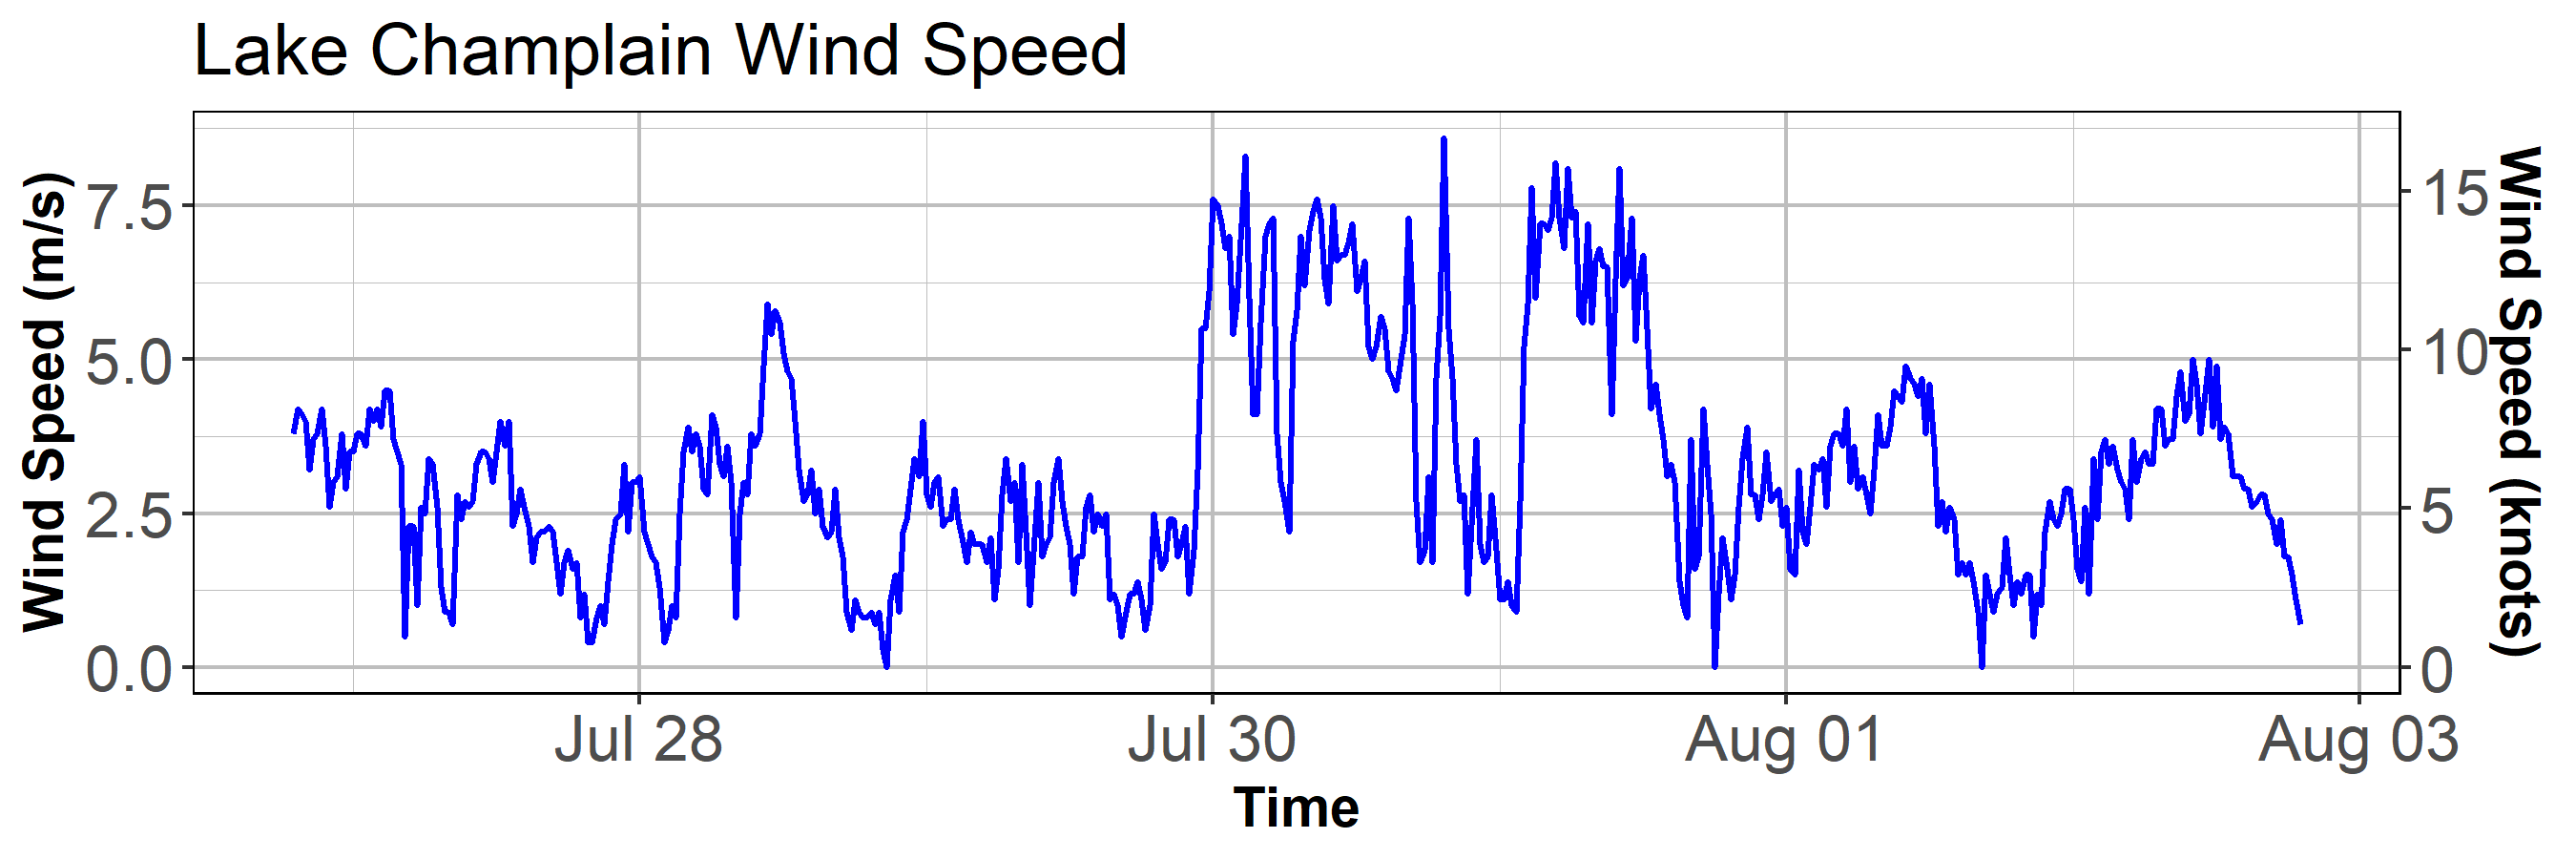 Lake Champlain Wind Speed
Wind Speed (m/s)
7.5
5.0
2.5
0.0
15
10
5
0
Wind Speed (knots)
Jul 28
Jul 30
Aug 01
Aug 03
Time